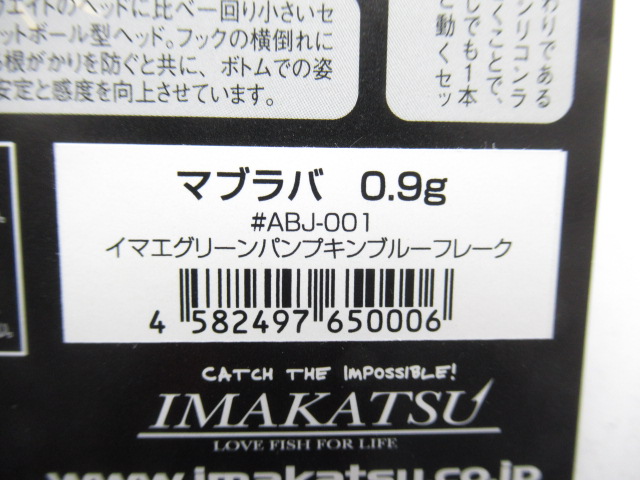 ウエイトのヘッドに比べ一回り小さいセ
ットボール型ヘッド。フックの横倒れに
根がかりを防ぐと共に、ボトムでの姿
安定と感度を向上させています。
わりである
シリコンラ
くことで、
しでも1本
と動くセッ
マブラバ 0.9g
#ABJ-001
イマエグリーンパンプキンブルーフレーク
4 582497 650006
CATCH THE IMPOSSIBLE!
IMAKATSU
LOVE FISH FOR LIFE
www.imakatsu.co.jp